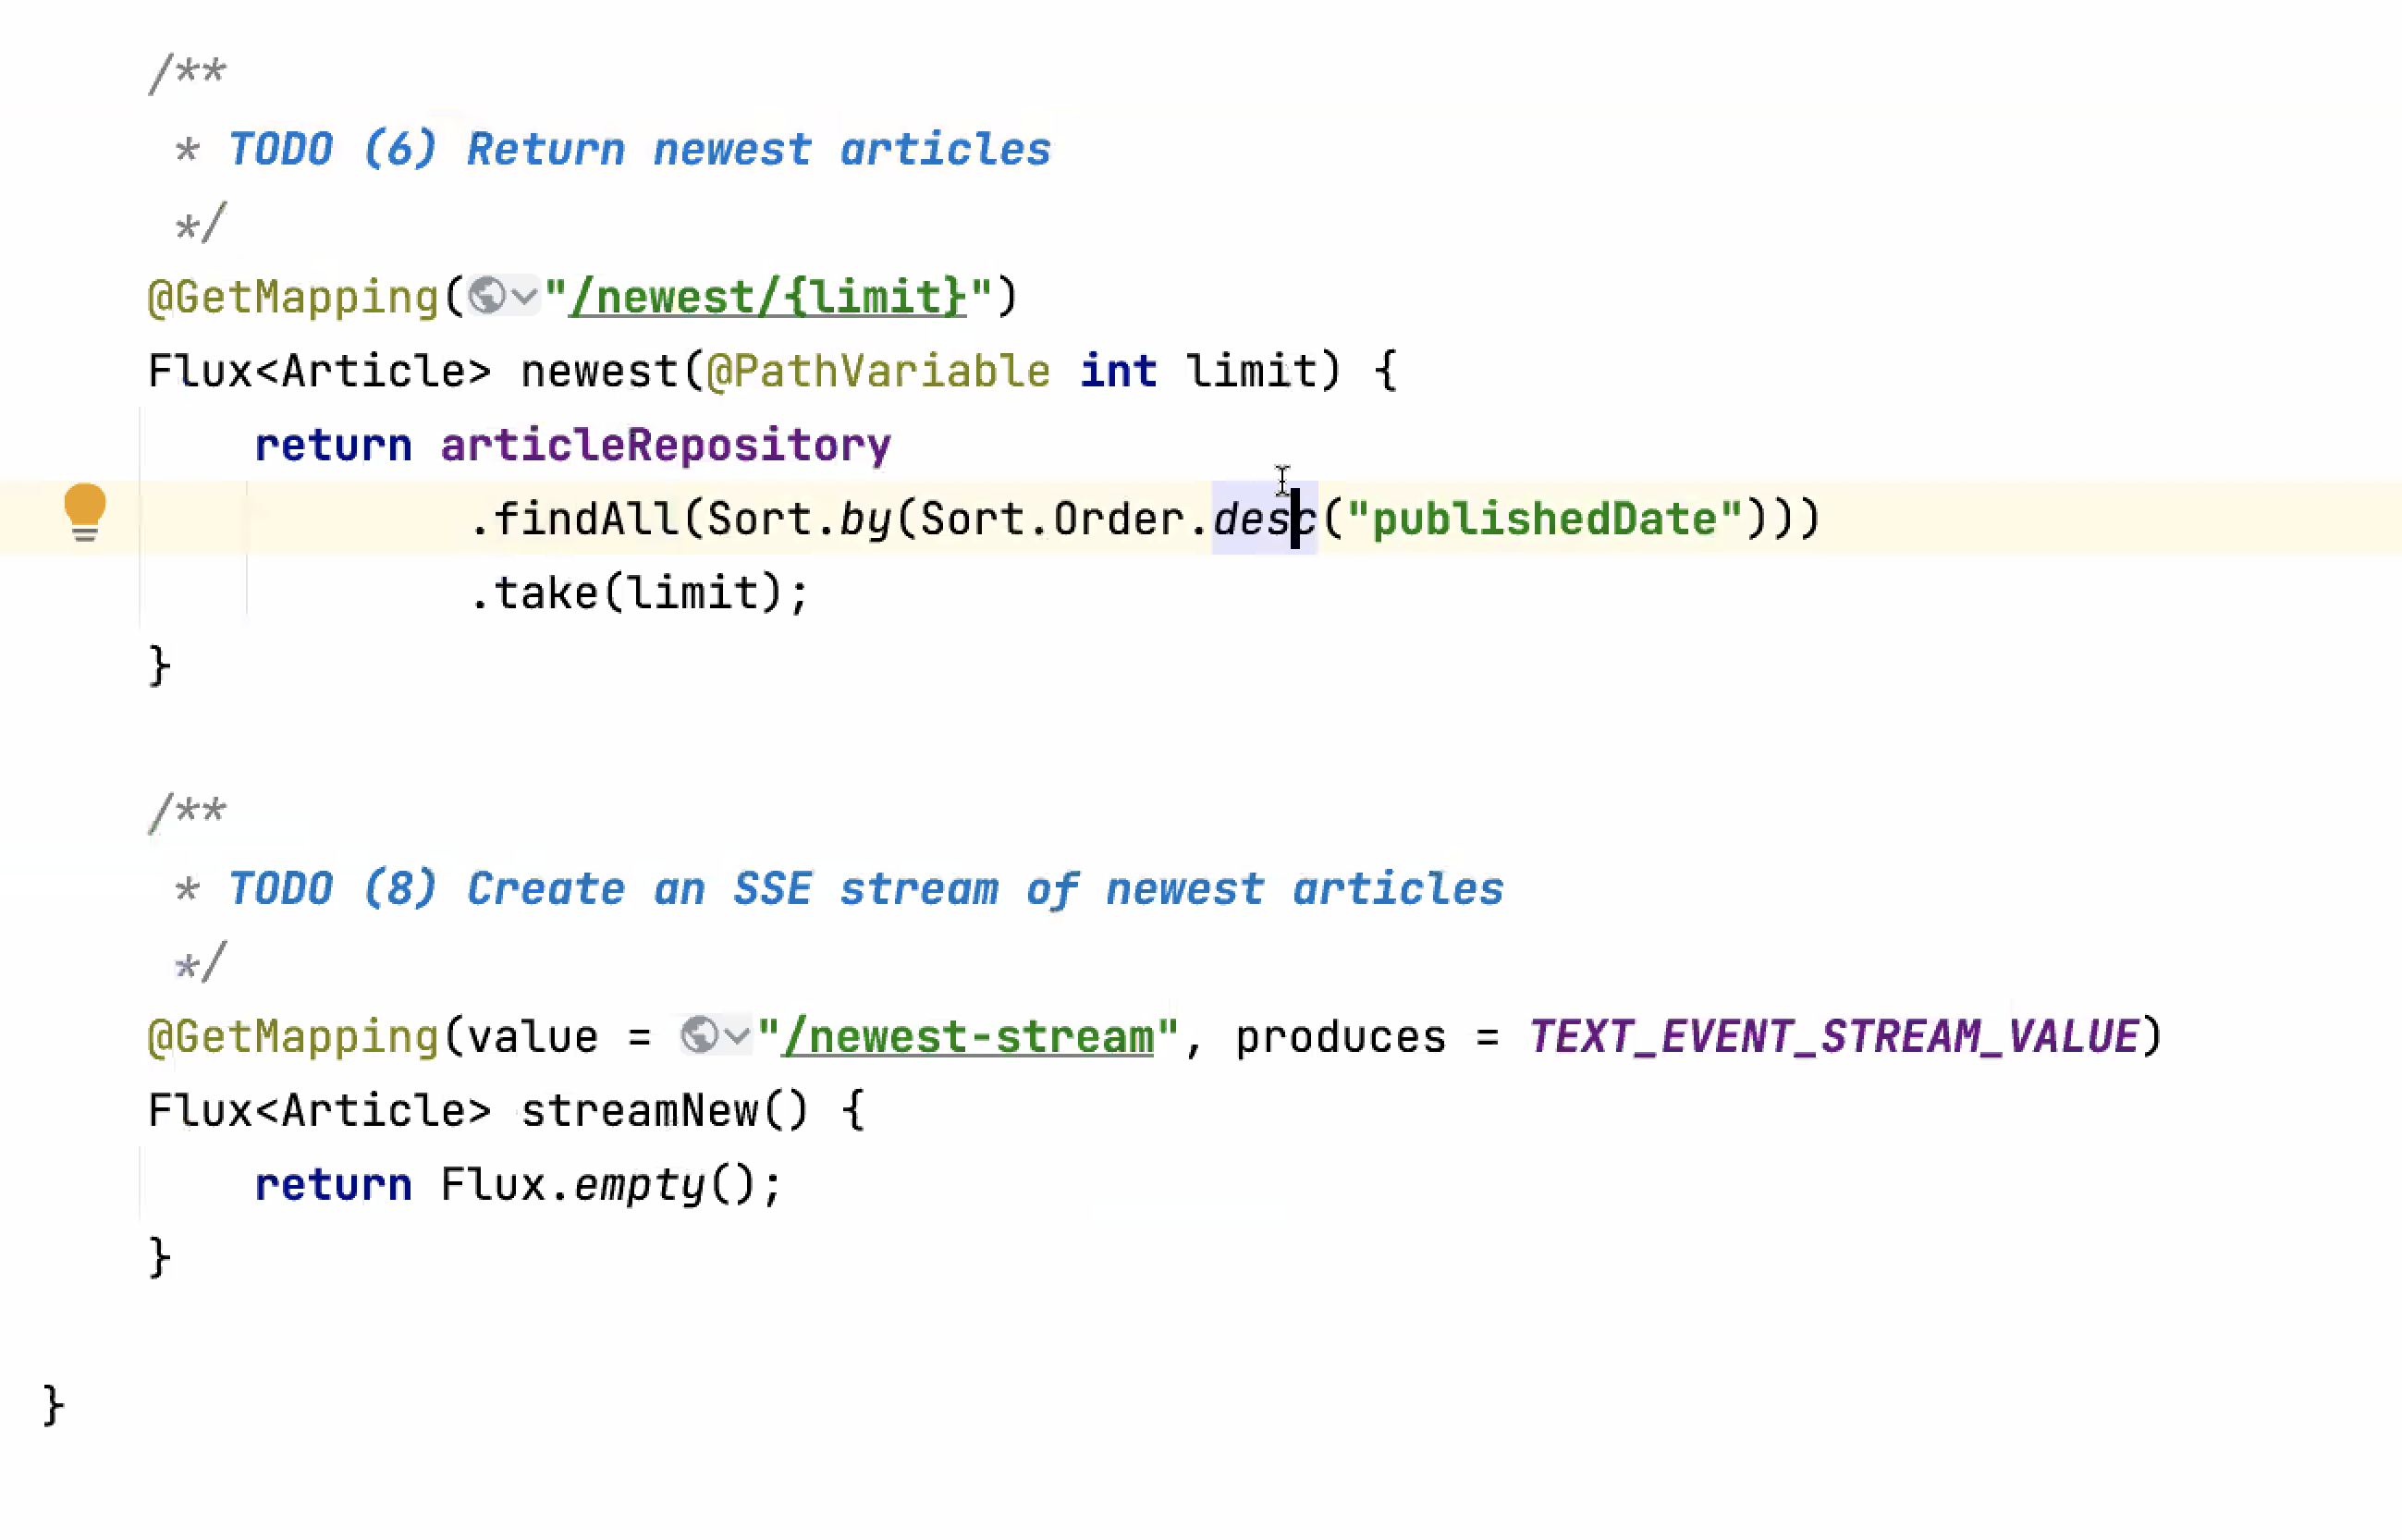 /**
 * TODO (6) Return newest articles
 */
@GetMapping("/newest/{limit}")
Flux<Article> newest(@PathVariable int limit) {
    return articleRepository
            .findAll(Sort.by(Sort.Order.desc("publishedDate")))
            .take(limit);
}
/**
 * TODO (8) Create an SSE stream of newest articles
 */
@GetMapping(value = "/newest-stream", produces = TEXT_EVENT_STREAM_VALUE)
Flux<Article> streamNew() {
    return Flux.empty();
}
}